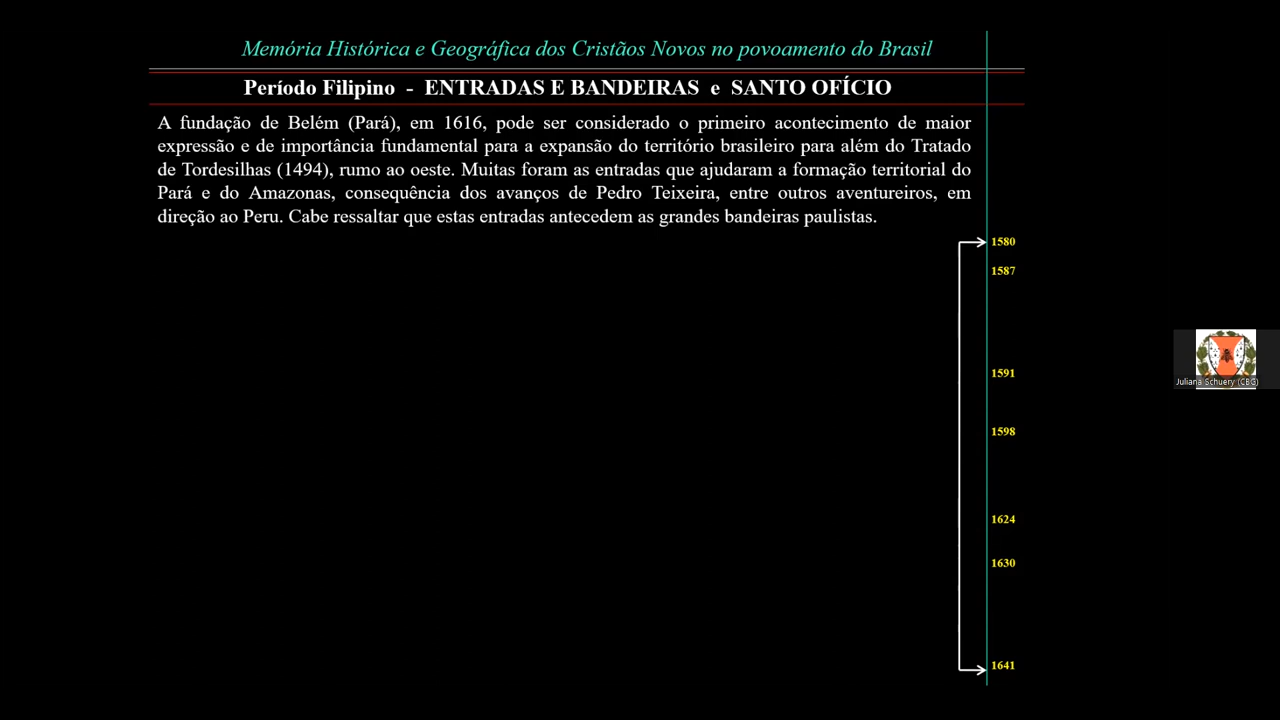 Memória Histórica e Geográfica dos Cristãos Novos no povoamento do Brasil
Período Filipino - ENTRADAS E BANDEIRAS e SANTO OFÍCIO
A fundação de Belém (Pará), em 1616, pode ser considerado o primeiro acontecimento de maior
expressão e de importância fundamental para a expansão do território brasileiro para além do Tratado
de Tordesilhas (1494), rumo ao oeste. Muitas foram as entradas que ajudaram a formação territorial do
Pará e do Amazonas, consequência dos avanços de Pedro Teixeira, entre outros aventureiros, em
direção ao Peru. Cabe ressaltar que estas entradas antecedem as grandes bandeiras paulistas.
1580
1587
1591
1598
1624
1630
1641
Juliana Schuery (CBG)